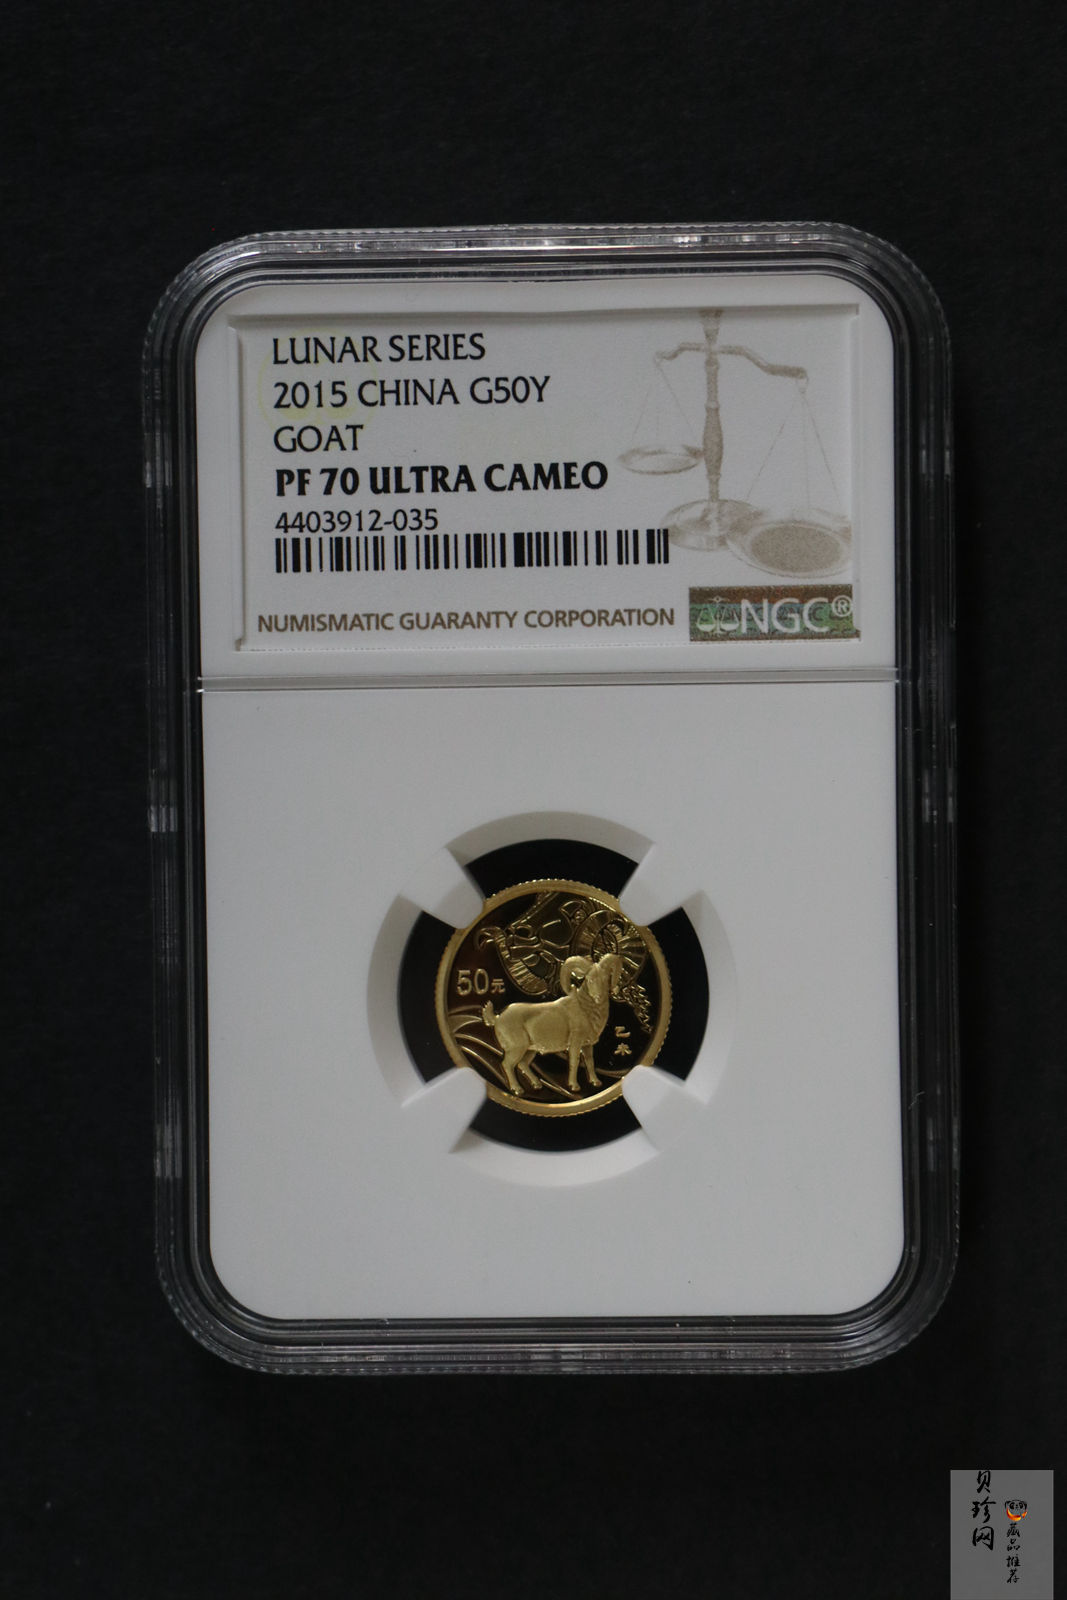 LUNAR SERIES
2015 CHINA G50Y
GOAT
PF 70 ULTRA CAMEO
4403912-035
NUMISMATIC GUARANTY CORPORATION
NGC®
50元
乙
未
贝珍网
藏品推荐